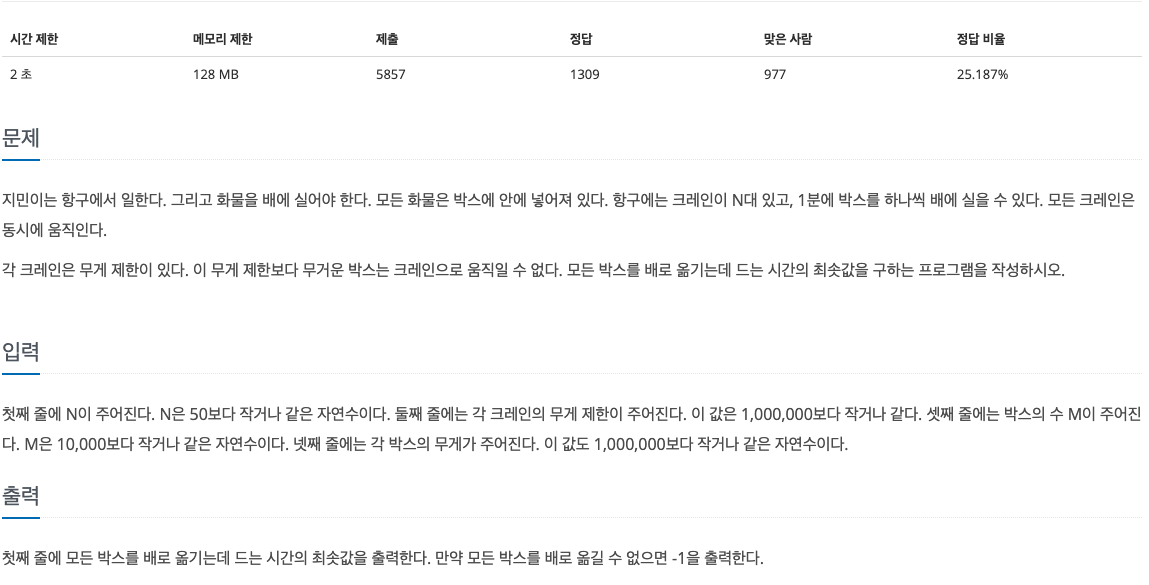 시간 제한 메모리 제한 제출 정답 맞은 사람 정답 비율
2 초 128 MB 5857 1309 977 25.187%
문제
지민이는 항구에서 일한다. 그리고 화물을 배에 실어야 한다. 모든 화물은 박스에 안에 넣어져 있다. 항구에는 크레인이 N대 있고, 1분에 박스를 하나씩 배에 실을 수 있다. 모든 크레인은
동시에 움직인다.
각 크레인은 무게 제한이 있다. 이 무게 제한보다 무거운 박스는 크레인으로 움직일 수 없다. 모든 박스를 배로 옮기는데 드는 시간의 최솟값을 구하는 프로그램을 작성하시오.
입력
첫째 줄에 N이 주어진다. N은 50보다 작거나 같은 자연수이다. 둘째 줄에는 각 크레인의 무게 제한이 주어진다. 이 값은 1,000,000보다 작거나 같다. 셋째 줄에는 박스의 수 M이 주어진
다. M은 10,000보다 작거나 같은 자연수이다. 넷째 줄에는 각 박스의 무게가 주어진다. 이 값도 1,000,000보다 작거나 같은 자연수이다.
출력
첫째 줄에 모든 박스를 배로 옮기는데 드는 시간의 최솟값을 출력한다. 만약 모든 박스를 배로 옮길 수 없으면 -1을 출력한다.